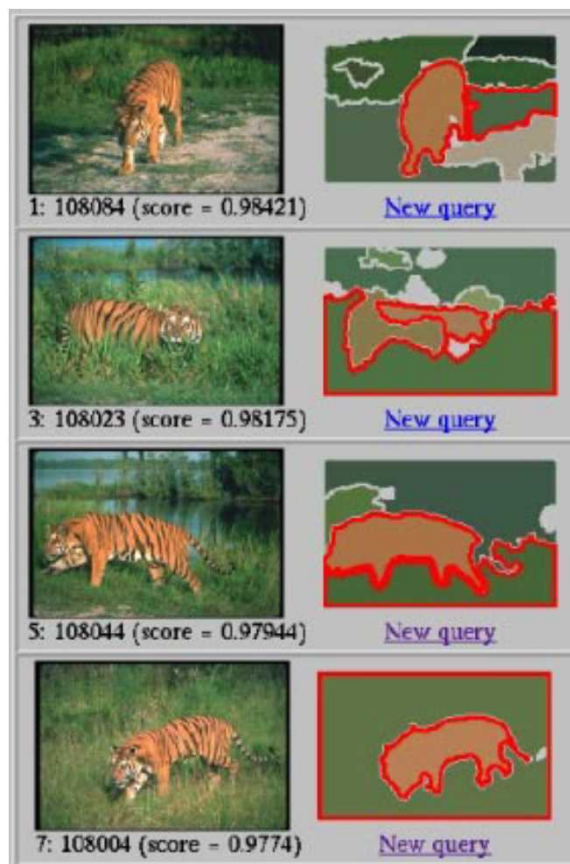 1: 108084 (score = 0.98421)
New query
3: 108023 (score = 0.98175)
New query
5: 108044 (score = 0.97944)
New query
7: 108004 (score = 0.9774)
New query